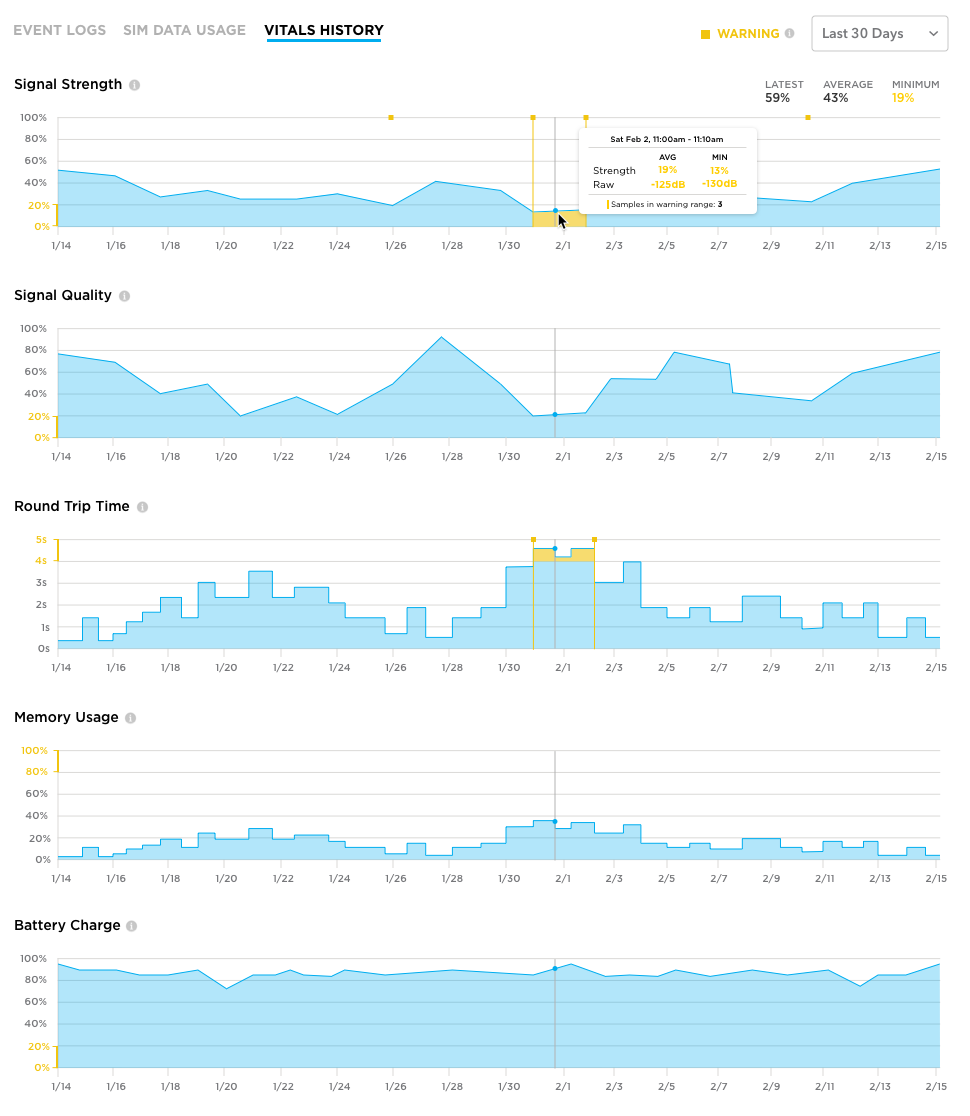 EVENT LOGS SIM DATA USAGE VITALS HISTORY WARNING i Last 30 Days
Signal Strength i
LATEST AVERAGE MINIMUM
59% 43% 19%
100%
80%
60%
40%
20%
0%
Sat Feb 2, 11:00am - 11:10am
AVG MIN
Strength 19% 13%
Raw -125dB -130dB
Samples in warning range: 3
1/14 1/16 1/18 1/20 1/22 1/24 1/26 1/28 1/30 2/1 2/3 2/5 2/7 2/9 2/11 2/13 2/15
Signal Quality i
100%
80%
60%
40%
20%
0%
1/14 1/16 1/18 1/20 1/22 1/24 1/26 1/28 1/30 2/1 2/3 2/5 2/7 2/9 2/11 2/13 2/15
Round Trip Time i
5s
4s
3s
2s
1s
0s
1/14 1/16 1/18 1/20 1/22 1/24 1/26 1/28 1/30 2/1 2/3 2/5 2/7 2/9 2/11 2/13 2/15
Memory Usage i
100%
80%
60%
40%
20%
0%
1/14 1/16 1/18 1/20 1/22 1/24 1/26 1/28 1/30 2/1 2/3 2/5 2/7 2/9 2/11 2/13 2/15
Battery Charge i
100%
80%
60%
40%
20%
0%
1/14 1/16 1/18 1/20 1/22 1/24 1/26 1/28 1/30 2/1 2/3 2/5 2/7 2/9 2/11 2/13 2/15